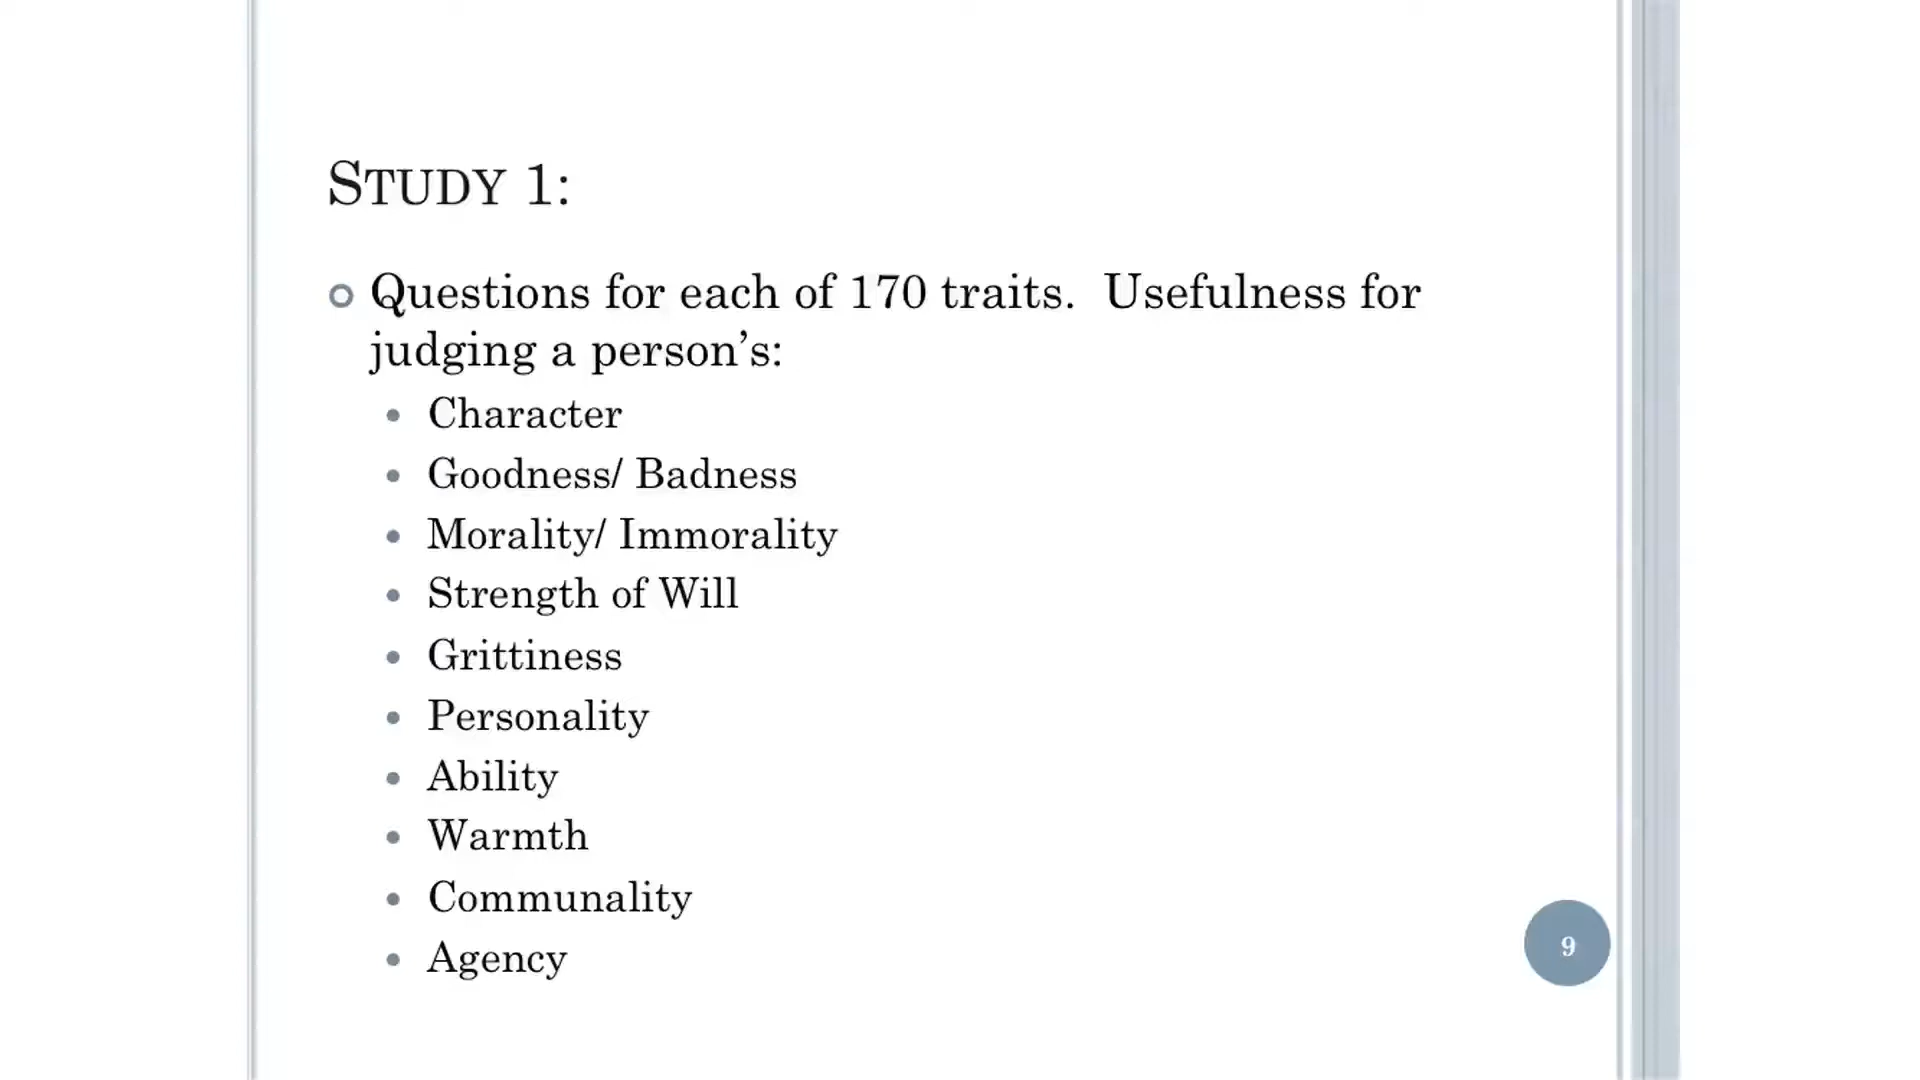 STUDY 1:
Questions for each of 170 traits. Usefulness for
judging a person's:
Character
Goodness/ Badness
Morality/ Immorality
Strength of Will
Grittiness
Personality
Ability
Warmth
Communality
Agency
9